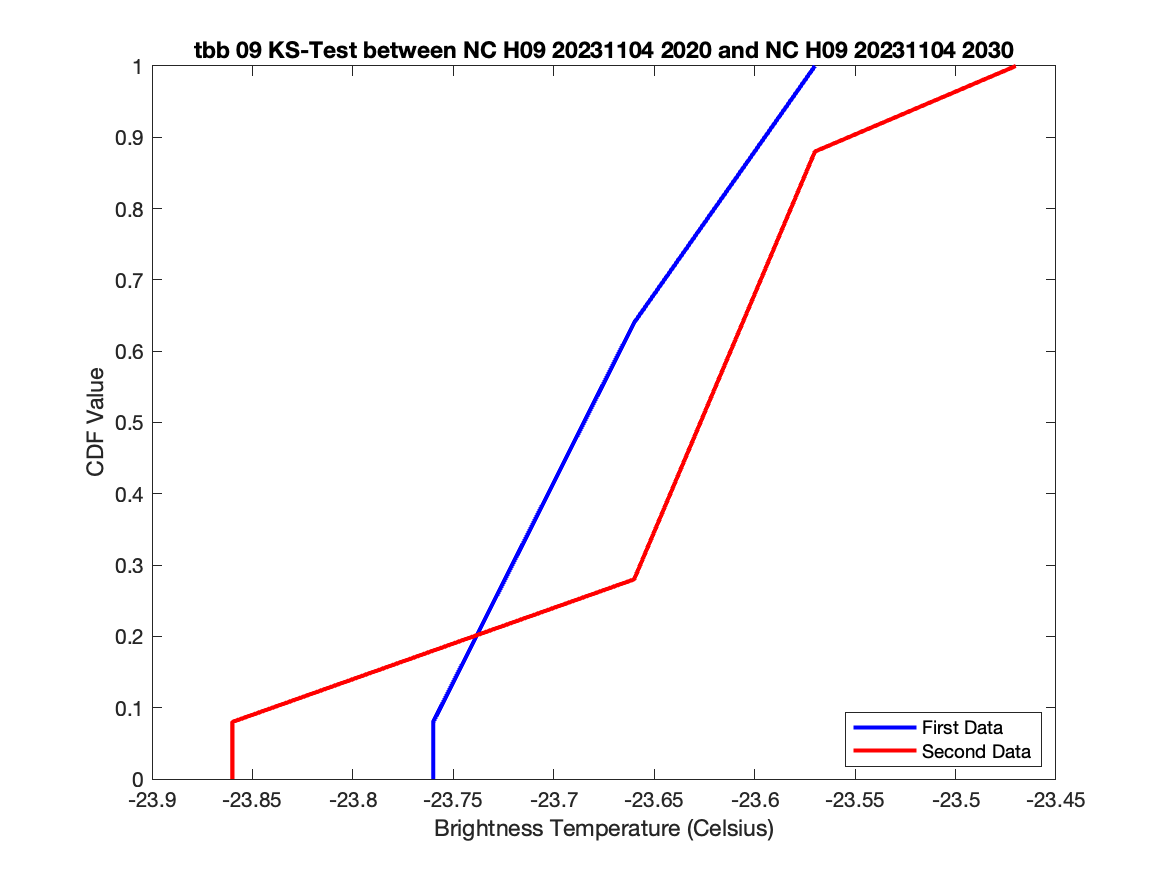 tbb 09 KS-Test between NC H09 20231104 2020 and NC H09 20231104 2030
1
0.9
0.8
0.7
0.6
0.5
0.4
0.3
0.2
0.1
0
CDF Value
First Data
Second Data
-23.9 -23.85 -23.8 -23.75 -23.7 -23.65 -23.6 -23.55 -23.5 -23.45
Brightness Temperature (Celsius)